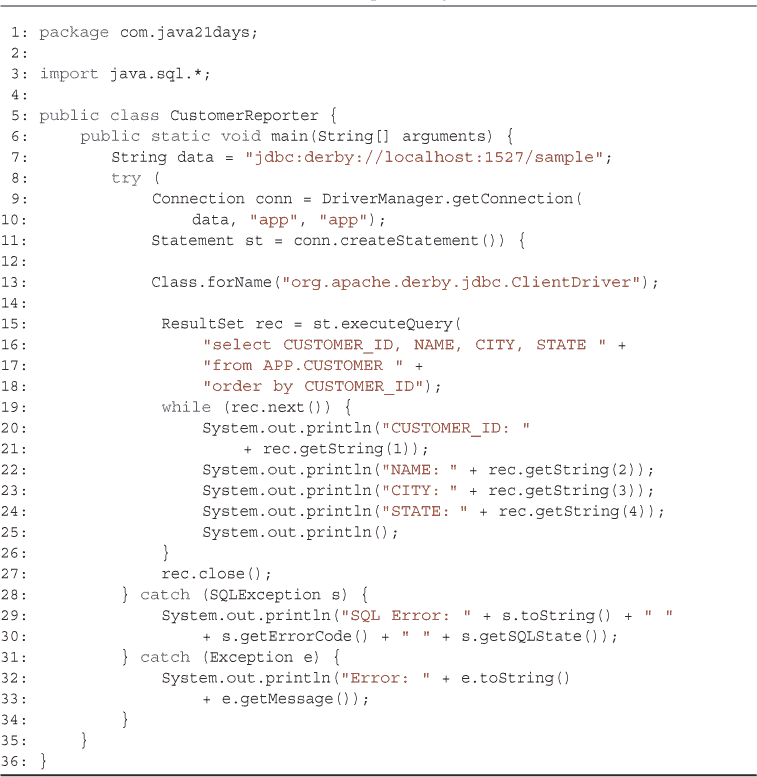 1: package com.java21days;
2:
3: import java.sql.*;
4:
5: public class CustomerReporter {
6:     public static void main(String[] arguments) {
7:        String data = "jdbc:derby://localhost:1527/sample";
8:        try (
9:            Connection conn = DriverManager.getConnection(
10:                data, "app", "app");
11:            Statement st = conn.createStatement()) {
12:
13:            Class.forName("org.apache.derby.jdbc.ClientDriver");
14:
15:             ResultSet rec = st.executeQuery(
16:                 "select CUSTOMER_ID, NAME, CITY, STATE " +
17:                 "from APP.CUSTOMER " +
18:                 "order by CUSTOMER_ID");
19:             while (rec.next()) {
20:                 System.out.println("CUSTOMER_ID: "
21:                     + rec.getString(1));
22:                 System.out.println("NAME: " + rec.getString(2));
23:                 System.out.println("CITY: " + rec.getString(3));
24:                 System.out.println("STATE: " + rec.getString(4));
25:                 System.out.println();
26:             }
27:             rec.close();
28:         } catch (SQLException s) {
29:             System.out.println("SQL Error: " + s.toString() + " "
30:                 + s.getErrorCode() + " " + s.getSQLState());
31:         } catch (Exception e) {
32:             System.out.println("Error: " + e.toString()
33:                 + e.getMessage());
34:         }
35:     }
36: }